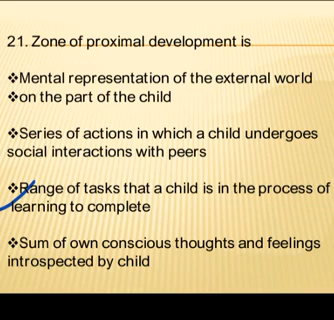 21. Zone of proximal development is
❖Mental representation of the external world
❖on the part of the child
❖Series of actions in which a child undergoes
social interactions with peers
❖Range of tasks that a child is in the process of
learning to complete
❖Sum of own conscious thoughts and feelings
introspected by child